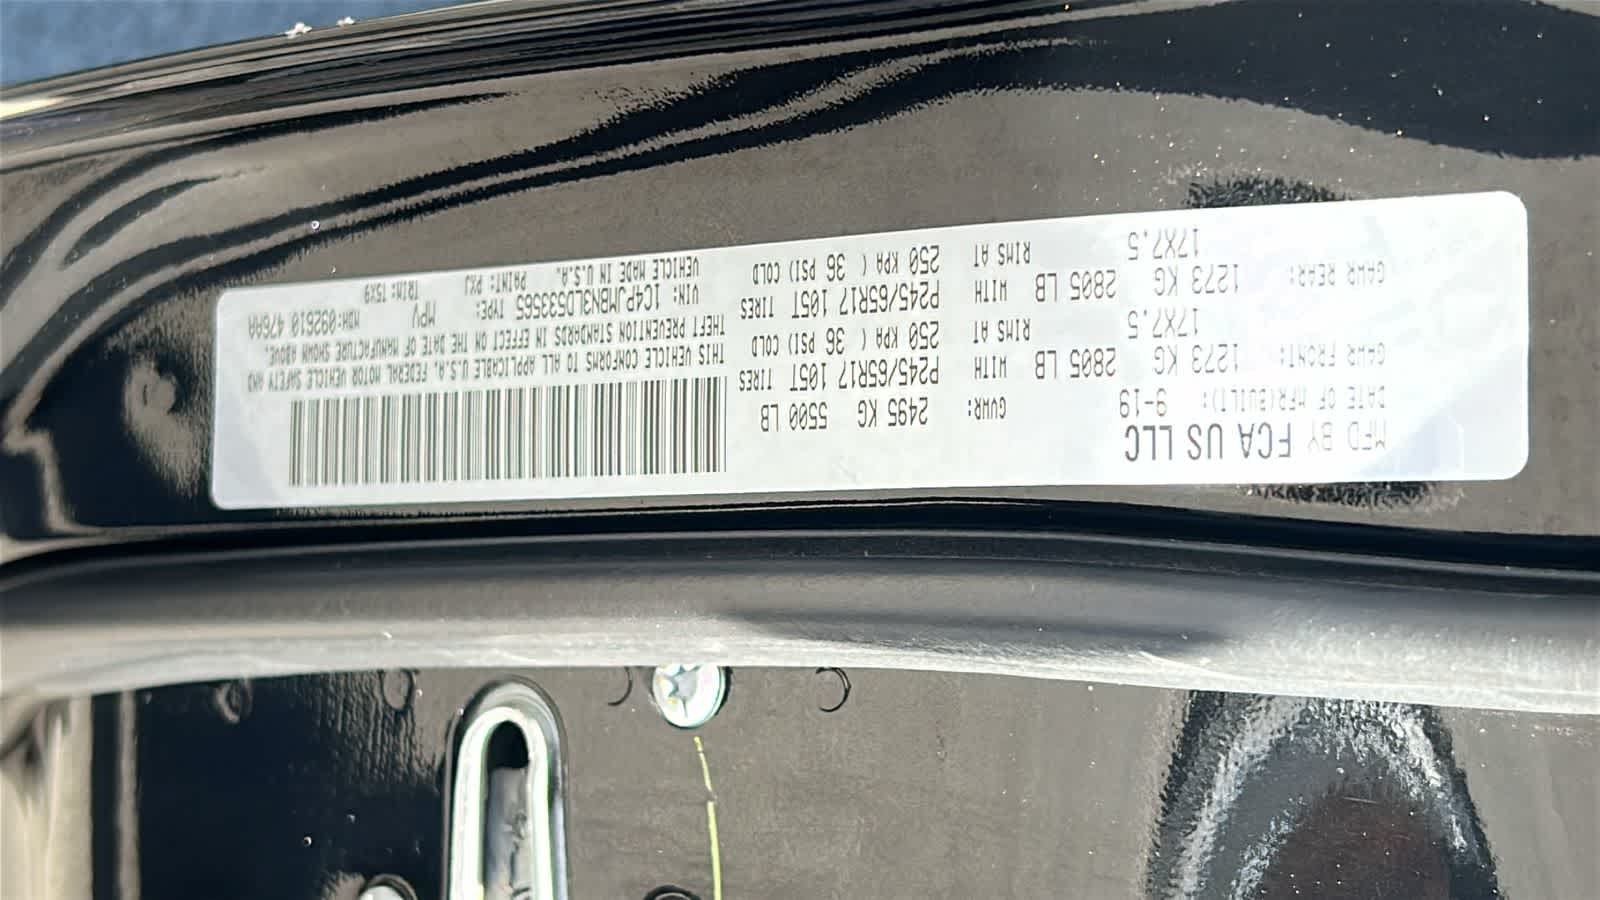 MFD BY FCA US LLC
DATE OF MFR(BUILT): 9-19
GVWR: 2495 KG 5500 LB
GAWR FRONT: WITH TIRES
1273 KG 2805 LB P245/65R17 105T
RIMS AT COLD
17X7.5 250 KPA ( 36 PSI)
GAWR REAR: WITH TIRES
1273 KG 2805 LB P245/65R17 105T
RIMS AT COLD
17X7.5 250 KPA ( 36 PSI)
THIS VEHICLE CONFORMS TO ALL APPLICABLE U.S.A. FEDERAL MOTOR VEHICLE SAFETY AND
THEFT PREVENTION STANDARDS IN EFFECT ON THE DATE OF MANUFACTURE SHOWN ABOVE.
VIN: 1C4PJMBN3LD533565 TYPE: MPV MDH:092610 476AA
VEHICLE MADE IN U.S.A. PAINT: PXJ TRIM:T5X9